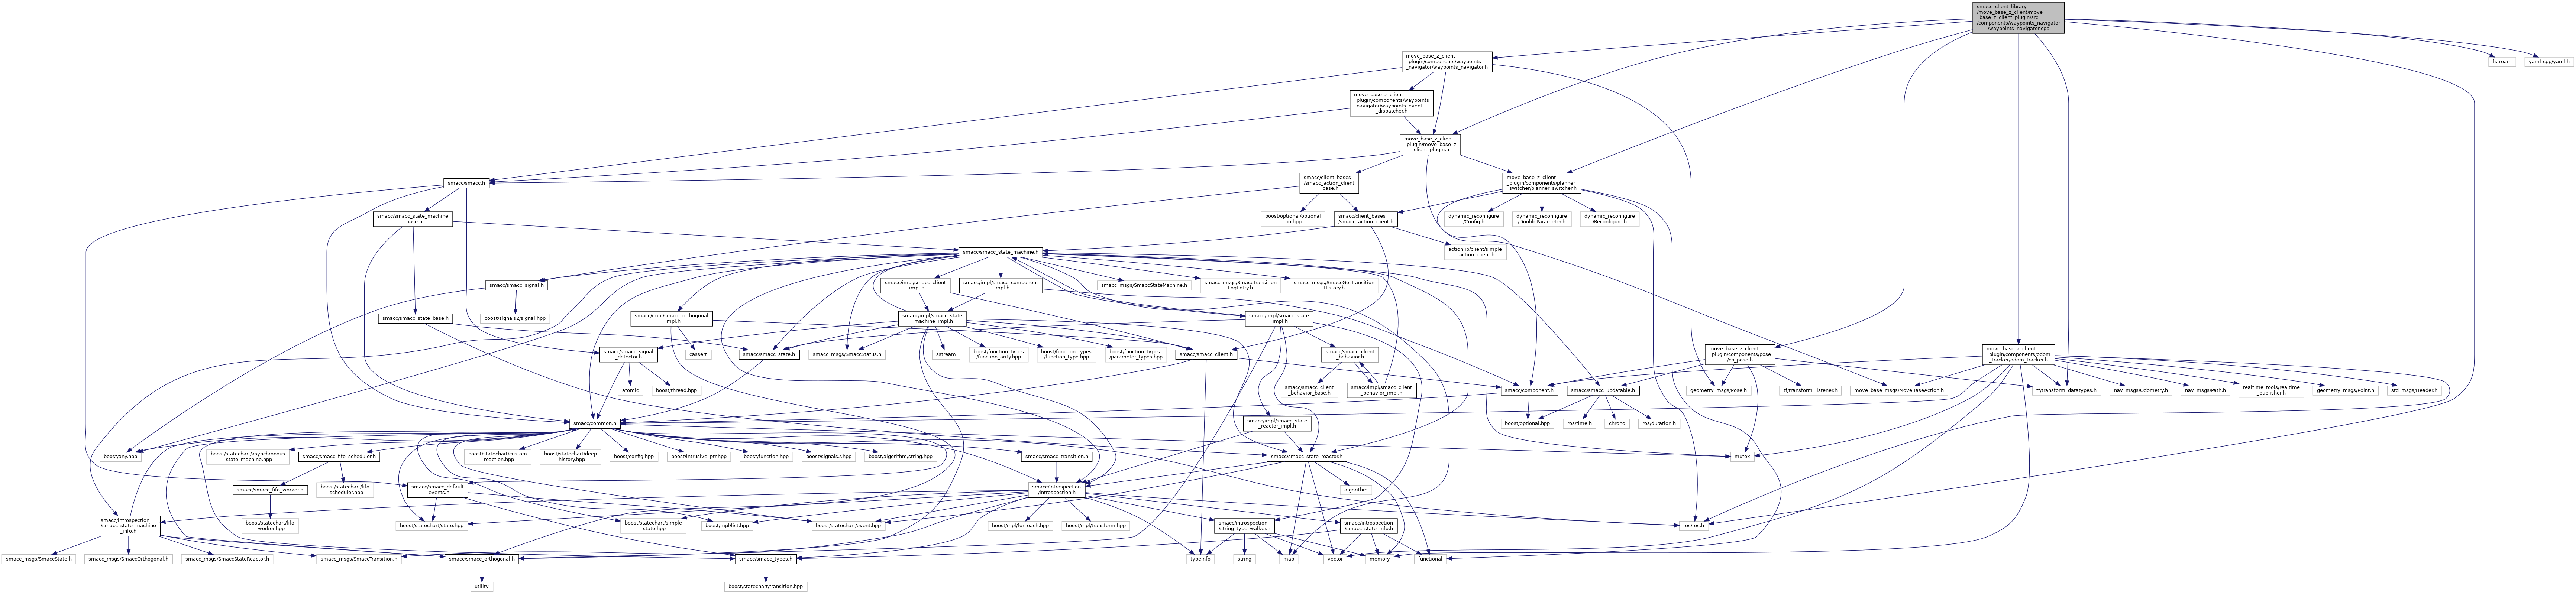 smacc_client_library
/move_base_z_client/move
_base_z_client_plugin/src
/components/waypoints_navigator
/waypoints_navigator.cpp
move_base_z_client
_plugin/components/waypoints
_navigator/waypoints_navigator.h
fstream
yaml-cpp/yaml.h
move_base_z_client
_plugin/components/waypoints
_navigator/waypoints_event
_dispatcher.h
move_base_z_client
_plugin/move_base_z
_client_plugin.h
smacc/smacc.h
smacc/client_bases
/smacc_action_client
_base.h
move_base_z_client
_plugin/components/planner
_switcher/planner_switcher.h
smacc/smacc_state_machine
_base.h
boost/optional/optional
_io.hpp
smacc/client_bases
/smacc_action_client.h
dynamic_reconfigure
/Config.h
dynamic_reconfigure
/DoubleParameter.h
dynamic_reconfigure
/Reconfigure.h
smacc/smacc_state_machine.h
actionlib/client/simple
_action_client.h
smacc/smacc_signal.h
smacc/impl/smacc_client
_impl.h
smacc/impl/smacc_component
_impl.h
smacc_msgs/SmaccStateMachine.h
smacc_msgs/SmaccTransition
LogEntry.h
smacc_msgs/SmaccGetTransition
History.h
smacc/smacc_state_base.h
boost/signals2/signal.hpp
smacc/impl/smacc_orthogonal
_impl.h
smacc/impl/smacc_state
_machine_impl.h
smacc/impl/smacc_state
_impl.h
smacc/smacc_signal
_detector.h
cassert
smacc/smacc_state.h
smacc_msgs/SmaccStatus.h
sstream
boost/function_types
/function_arity.hpp
boost/function_types
/function_type.hpp
boost/function_types
/parameter_types.hpp
smacc/smacc_client.h
smacc/smacc_client
_behavior.h
move_base_z_client
_plugin/components/pose
/cp_pose.h
move_base_z_client
_plugin/components/odom
_tracker/odom_tracker.h
atomic
boost/thread.hpp
smacc/smacc_client
_behavior_base.h
smacc/impl/smacc_client
_behavior_impl.h
smacc/component.h
smacc/smacc_updatable.h
geometry_msgs/Pose.h
tf/transform_listener.h
move_base_msgs/MoveBaseAction.h
tf/transform_datatypes.h
nav_msgs/Odometry.h
nav_msgs/Path.h
realtime_tools/realtime
_publisher.h
geometry_msgs/Point.h
std_msgs/Header.h
smacc/common.h
smacc/impl/smacc_state
_reactor_impl.h
boost/optional.hpp
ros/time.h
chrono
ros/duration.h
boost/any.hpp
boost/statechart/asynchronous
_state_machine.hpp
smacc/smacc_fifo_scheduler.h
boost/statechart/custom
_reaction.hpp
boost/statechart/deep
_history.hpp
boost/config.hpp
boost/intrusive_ptr.hpp
boost/function.hpp
boost/signals2.hpp
boost/algorithm/string.hpp
smacc/smacc_transition.h
smacc/smacc_state_reactor.h
mutex
smacc/smacc_fifo_worker.h
boost/statechart/fifo
_scheduler.hpp
smacc/smacc_default
_events.h
smacc/introspection
/introspection.h
algorithm
smacc/introspection
/smacc_state_machine
_info.h
boost/statechart/fifo
_worker.hpp
boost/statechart/state.hpp
boost/statechart/simple
_state.hpp
boost/mpl/list.hpp
boost/statechart/event.hpp
boost/mpl/for_each.hpp
boost/mpl/transform.hpp
smacc/introspection
/string_type_walker.h
smacc/introspection
/smacc_state_info.h
ros/ros.h
smacc_msgs/SmaccState.h
smacc_msgs/SmaccOrthogonal.h
smacc_msgs/SmaccStateReactor.h
smacc_msgs/SmaccTransition.h
smacc/smacc_orthogonal.h
smacc/smacc_types.h
typeinfo
string
map
vector
memory
functional
utility
boost/statechart/transition.hpp